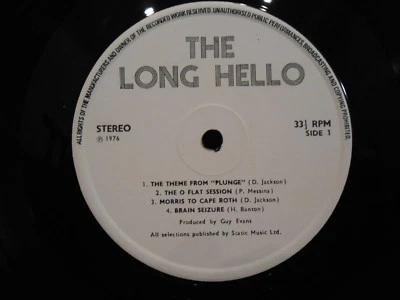 ALL RIGHTS OF THE MANUFACTURERS AND OWNER OF THE RECORDED WORK RESERVED. UNAUTHORISED PUBLIC PERFORMANCES, BROADCASTING AND COPYING PROHIBITED.
THE
LONG HELLO
STEREO
℗ 1976
33⅓ RPM
SIDE 1
1. THE THEME FROM "PLUNGE" (D. Jackson)
2. THE O FLAT SESSION (P. Messina)
3. MORRIS TO CAPE ROTH (D. Jackson)
4. BRAIN SEIZURE (H. Banton)
Produced by Guy Evans
All selections published by Static Music Ltd.